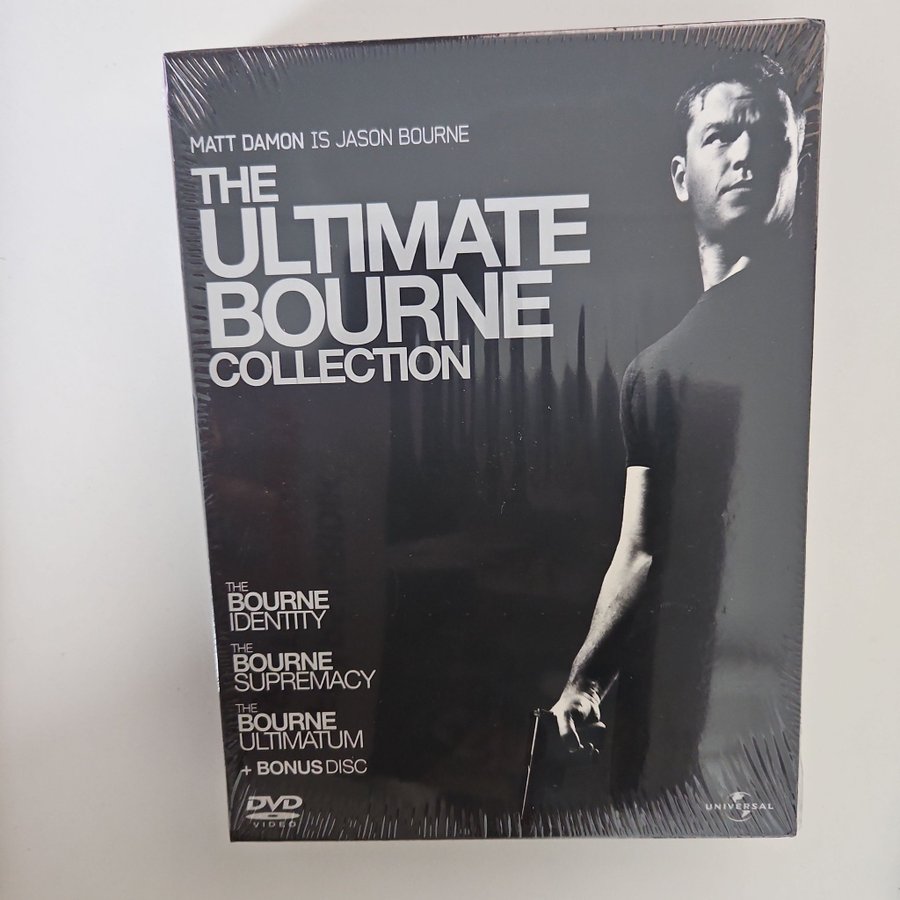 MATT DAMON IS JASON BOURNE
THE
ULTIMATE
BOURNE
COLLECTION
THE
BOURNE
IDENTITY
THE
BOURNE
SUPREMACY
THE
BOURNE
ULTIMATUM
+ BONUS DISC
DVD
VIDEO
UNIVERSAL